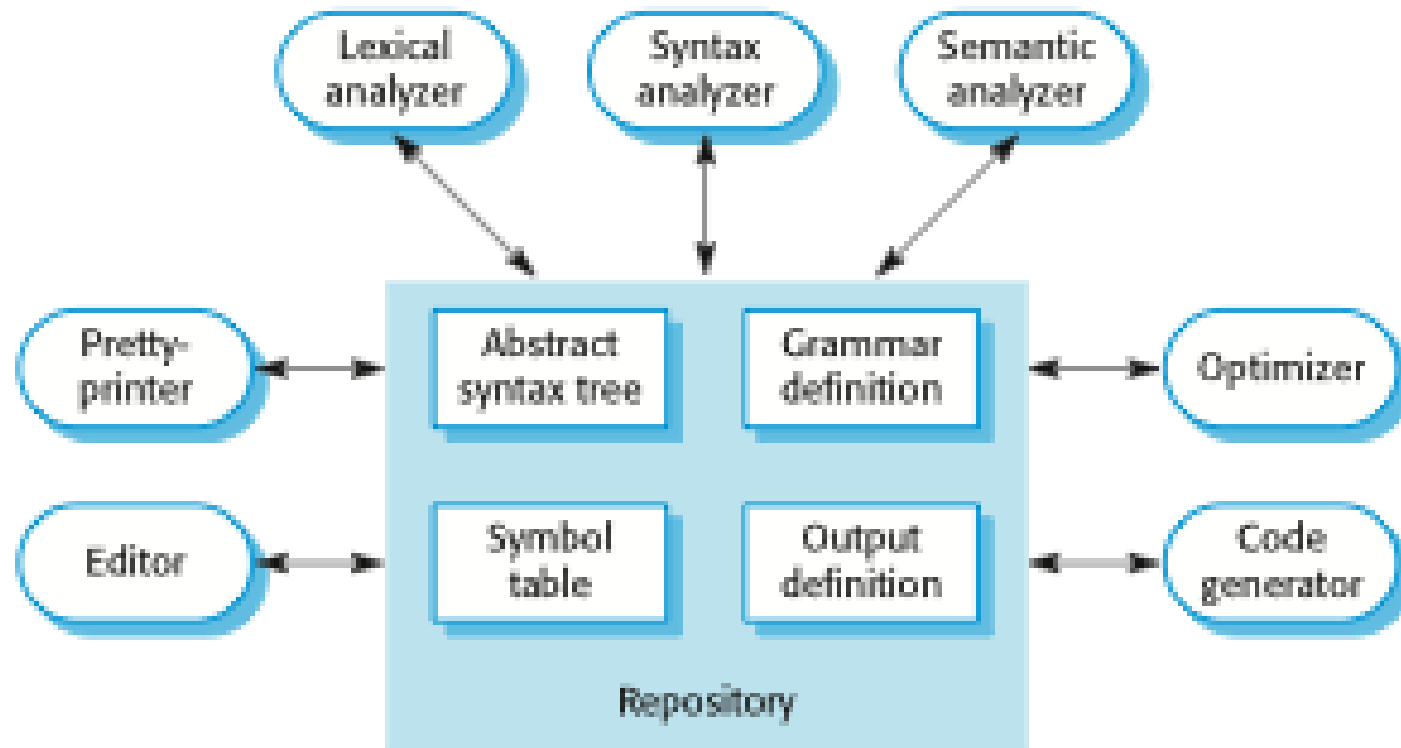 Lexical
analyzer
Syntax
analyzer
Semantic
analyzer
Pretty-
printer
Abstract
syntax tree
Grammar
definition
Optimizer
Editor
Symbol
table
Output
definition
Code
generator
Repository